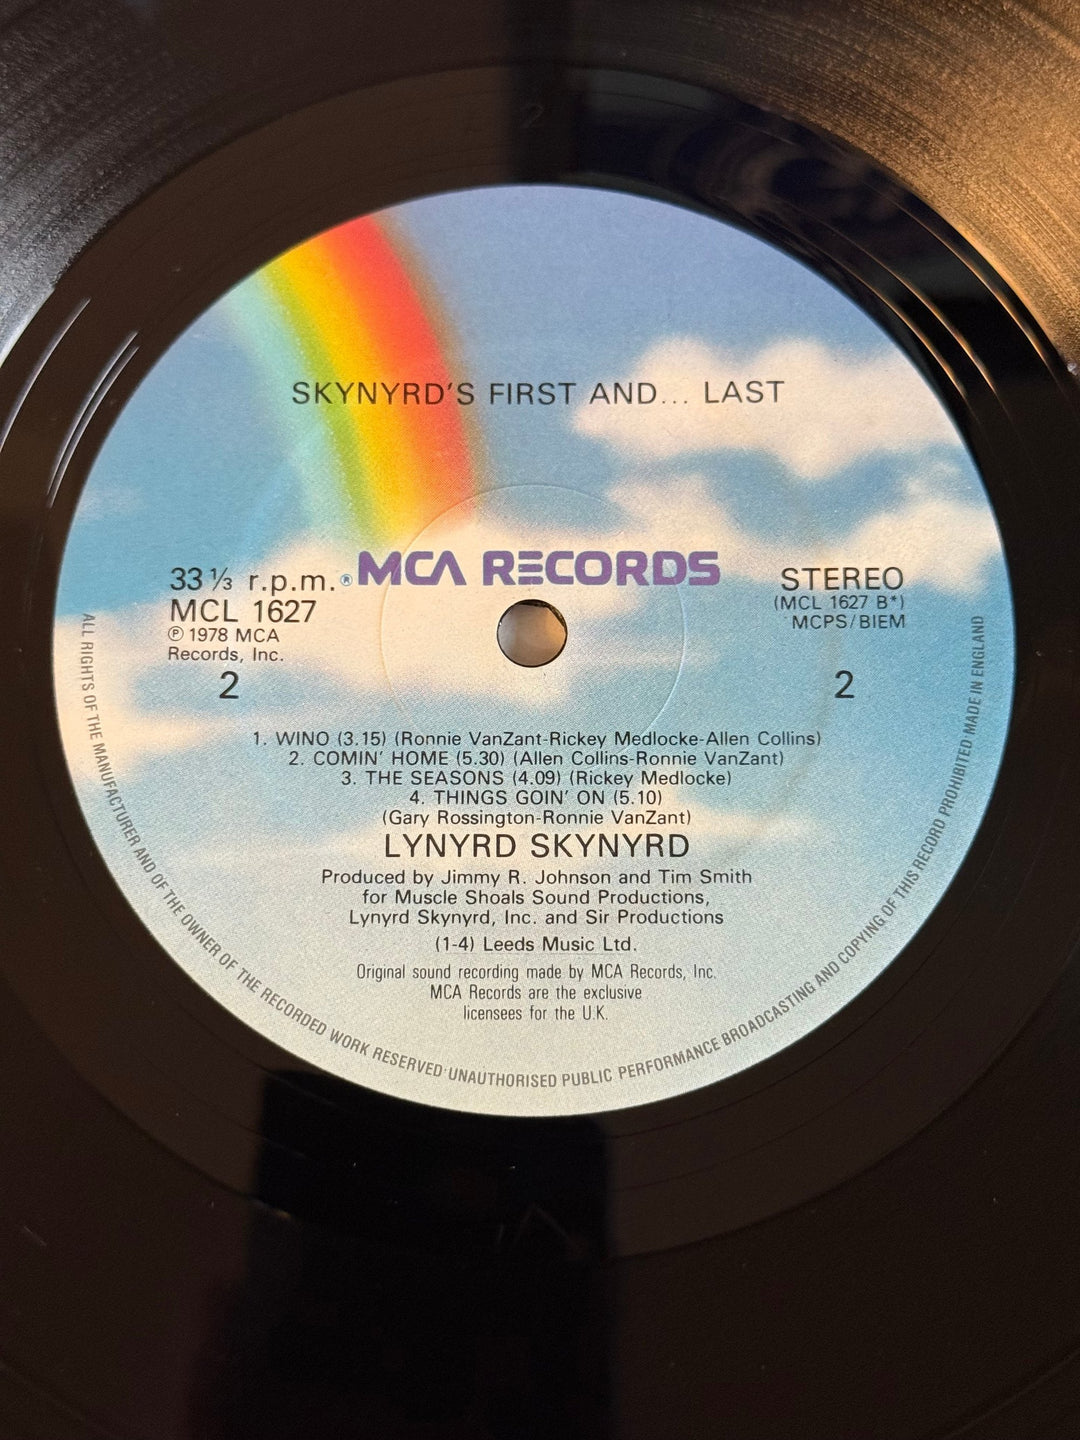 SKYNYRD'S FIRST AND... LAST
MCA RECORDS
33 ⅓ r.p.m.®
MCL 1627
℗ 1978 MCA
Records, Inc.
2
STEREO
(MCL 1627 B*)
MCPS/BIEM
2
1. WINO (3.15) (Ronnie VanZant-Rickey Medlocke-Allen Collins)
2. COMIN' HOME (5.30) (Allen Collins-Ronnie VanZant)
3. THE SEASONS (4.09) (Rickey Medlocke)
4. THINGS GOIN' ON (5.10)
(Gary Rossington-Ronnie VanZant)
LYNYRD SKYNYRD
Produced by Jimmy R. Johnson and Tim Smith
for Muscle Shoals Sound Productions,
Lynyrd Skynyrd, Inc. and Sir Productions
(1-4) Leeds Music Ltd.
Original sound recording made by MCA Records, Inc.
MCA Records are the exclusive
licensees for the U.K.
ALL RIGHTS OF THE MANUFACTURER AND OF THE OWNER OF THE RECORDED WORK RESERVED·UNAUTHORISED PUBLIC PERFORMANCE BROADCASTING AND COPYING OF THIS RECORD PROHIBITED MADE IN ENGLAND